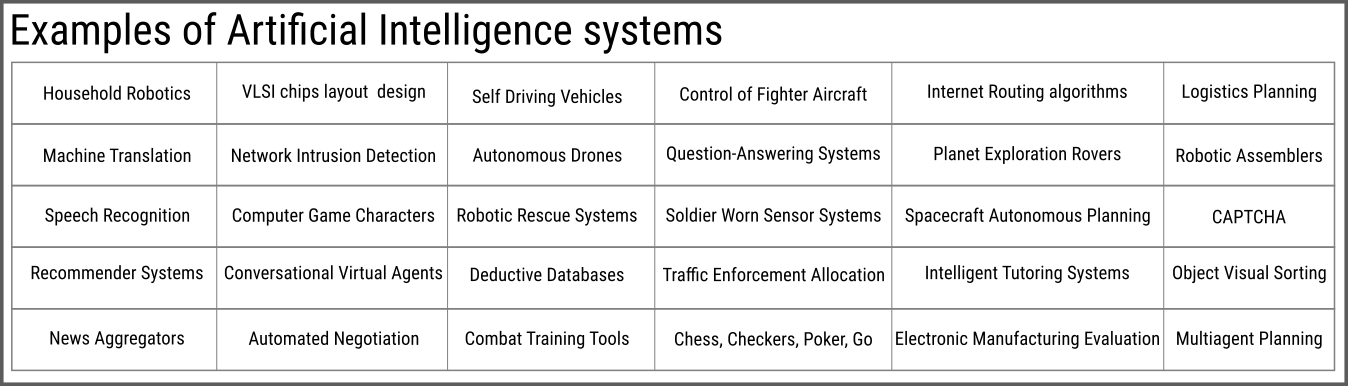 Examples of Artificial Intelligence systems
Household Robotics VLSI chips layout design Self Driving Vehicles Control of Fighter Aircraft Internet Routing algorithms Logistics Planning
Machine Translation Network Intrusion Detection Autonomous Drones Question-Answering Systems Planet Exploration Rovers Robotic Assemblers
Speech Recognition Computer Game Characters Robotic Rescue Systems Soldier Worn Sensor Systems Spacecraft Autonomous Planning CAPTCHA
Recommender Systems Conversational Virtual Agents Deductive Databases Traffic Enforcement Allocation Intelligent Tutoring Systems Object Visual Sorting
News Aggregators Automated Negotiation Combat Training Tools Chess, Checkers, Poker, Go Electronic Manufacturing Evaluation Multiagent Planning